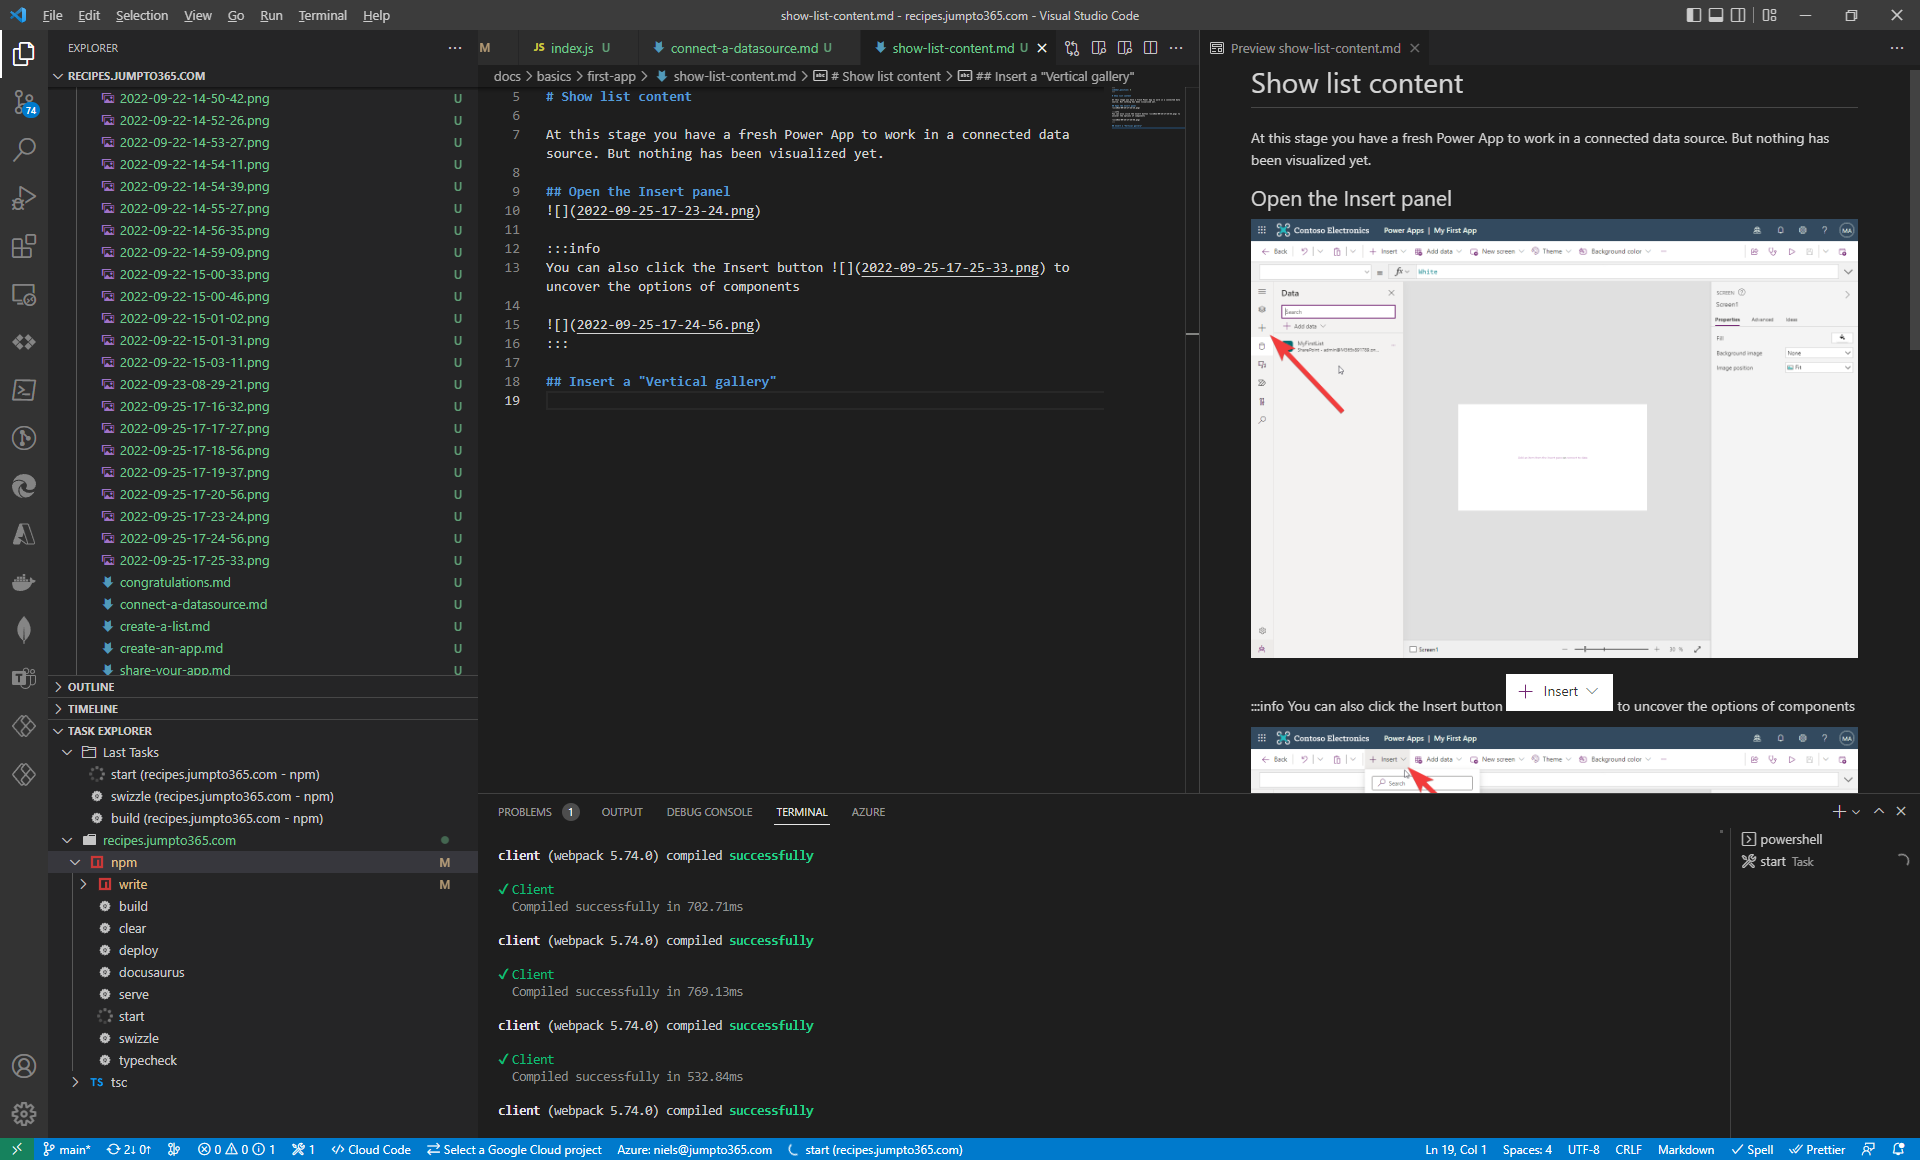 File Edit Selection View Go Run Terminal Help
show-list-content.md - recipes.jumpto365.com - Visual Studio Code
EXPLORER
RECIPES.JUMPTO365.COM
74
2022-09-22-14-50-42.png U
2022-09-22-14-52-26.png U
2022-09-22-14-53-27.png U
2022-09-22-14-54-11.png U
2022-09-22-14-54-39.png U
2022-09-22-14-55-27.png U
2022-09-22-14-56-35.png U
2022-09-22-14-59-09.png U
2022-09-22-15-00-33.png U
2022-09-22-15-00-46.png U
2022-09-22-15-01-02.png U
2022-09-22-15-01-31.png U
2022-09-22-15-03-11.png U
2022-09-23-08-29-21.png U
2022-09-25-17-16-32.png U
2022-09-25-17-17-27.png U
2022-09-25-17-18-56.png U
2022-09-25-17-19-37.png U
2022-09-25-17-20-56.png U
2022-09-25-17-23-24.png U
2022-09-25-17-24-56.png U
2022-09-25-17-25-33.png U
congratulations.md U
connect-a-datasource.md U
create-a-list.md U
create-an-app.md U
share-your-app.md U
OUTLINE
TIMELINE
TASK EXPLORER
Last Tasks
start (recipes.jumpto365.com - npm)
swizzle (recipes.jumpto365.com - npm)
build (recipes.jumpto365.com - npm)
recipes.jumpto365.com
npm M
write M
build
clear
deploy
docusaurus
serve
start
swizzle
typecheck
TS tsc
M JS index.js U connect-a-datasource.md U show-list-content.md U
docs > basics > first-app > show-list-content.md > # Show list content > ## Insert a "Vertical gallery"
5 # Show list content
6
7 At this stage you have a fresh Power App to work in a connected data
source. But nothing has been visualized yet.
8
9 ## Open the Insert panel
10 ![](2022-09-25-17-23-24.png)
11
12 :::info
13 You can also click the Insert button ![](2022-09-25-17-25-33.png) to
uncover the options of components
14
15 ![](2022-09-25-17-24-56.png)
16 :::
17
18 ## Insert a "Vertical gallery"
19
Preview show-list-content.md
Show list content
At this stage you have a fresh Power App to work in a connected data source. But nothing has
been visualized yet.
Open the Insert panel
Contoso Electronics Power Apps | My First App ? MA
Back Insert Add data New screen Theme Background color
= fx White
Data
Search
Add data
MyFirstList
SCREEN
Screen1
Properties Advanced Ideas
Fill
Background image None
Image position Fit
Screen1 30 %
:::info You can also click the Insert button + Insert to uncover the options of components
Contoso Electronics Power Apps | My First App ? MA
Back Insert Add data New screen Theme Background color
Search
PROBLEMS 1 OUTPUT DEBUG CONSOLE TERMINAL AZURE
client (webpack 5.74.0) compiled successfully
✓ Client
Compiled successfully in 702.71ms
client (webpack 5.74.0) compiled successfully
✓ Client
Compiled successfully in 769.13ms
client (webpack 5.74.0) compiled successfully
✓ Client
Compiled successfully in 532.84ms
client (webpack 5.74.0) compiled successfully
powershell
start Task
main* 2↓ 0↑ 0 0 1 1 Cloud Code Select a Google Cloud project Azure: niels@jumpto365.com start (recipes.jumpto365.com) Ln 19, Col 1 Spaces: 4 UTF-8 CRLF Markdown Spell Prettier